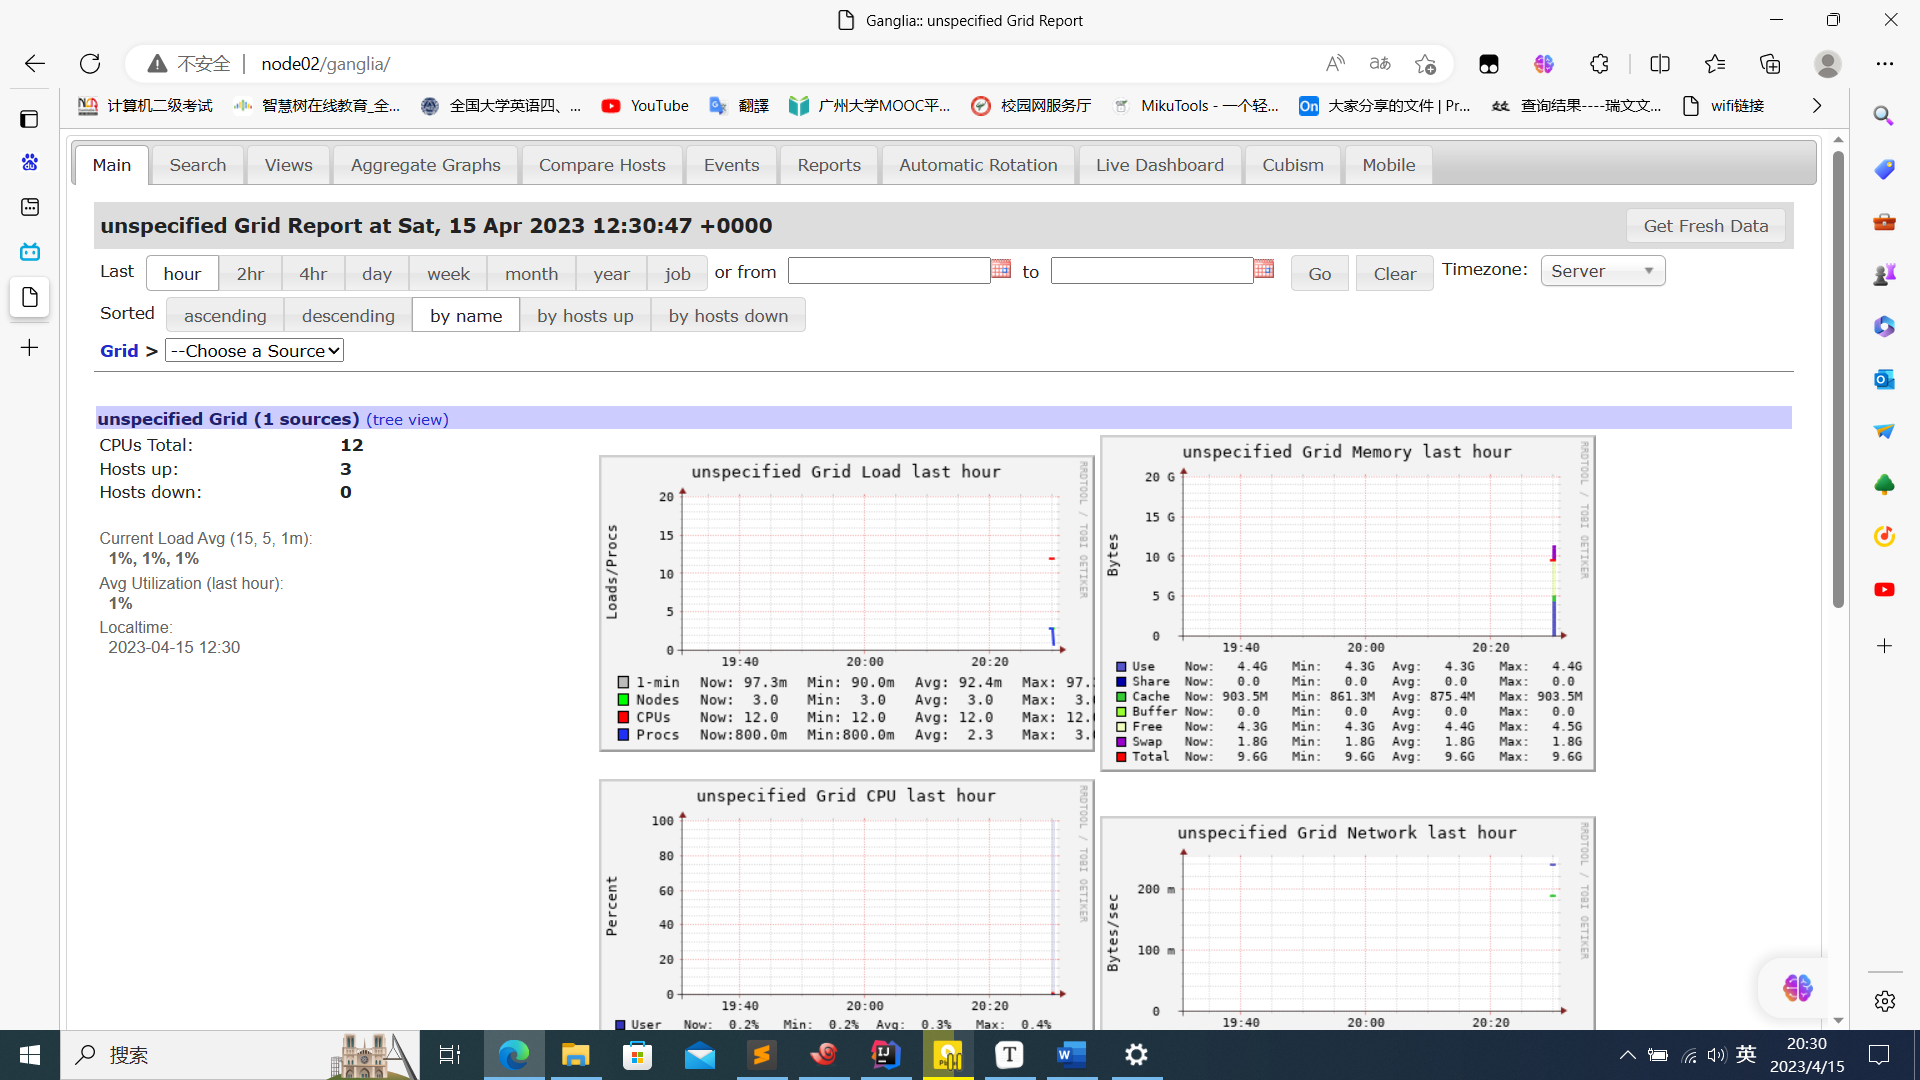 Ganglia:: unspecified Grid Report
不安全 node02/ganglia/
计算机二级考试 智慧树在线教育_全... 全国大学英语四、... YouTube 翻譯 广州大学MOOC平... 校园网服务厅 MikuTools - 一个轻... 大家分享的文件 | Pr... 查询结果----瑞文文... wifi链接
Main Search Views Aggregate Graphs Compare Hosts Events Reports Automatic Rotation Live Dashboard Cubism Mobile
unspecified Grid Report at Sat, 15 Apr 2023 12:30:47 +0000 Get Fresh Data
Last hour 2hr 4hr day week month year job or from to Go Clear Timezone: Server
Sorted ascending descending by name by hosts up by hosts down
Grid > --Choose a Source
unspecified Grid (1 sources) (tree view)
CPUs Total: 12
Hosts up: 3
Hosts down: 0
Current Load Avg (15, 5, 1m):
1%, 1%, 1%
Avg Utilization (last hour):
1%
Localtime:
2023-04-15 12:30
unspecified Grid Load last hour
RRDTOOL / TOBI OETIKER
Loads/Procs
20
15
10
5
0
19:40 20:00 20:20
1-min Now: 97.3m Min: 90.0m Avg: 92.4m Max: 97.
Nodes Now: 3.0 Min: 3.0 Avg: 3.0 Max: 3.
CPUs Now: 12.0 Min: 12.0 Avg: 12.0 Max: 12.
Procs Now:800.0m Min:800.0m Avg: 2.3 Max: 3.
unspecified Grid Memory last hour
RRDTOOL / TOBI OETIKER
Bytes
20 G
15 G
10 G
5 G
0
19:40 20:00 20:20
Use Now: 4.4G Min: 4.3G Avg: 4.3G Max: 4.4G
Share Now: 0.0 Min: 0.0 Avg: 0.0 Max: 0.0
Cache Now: 903.5M Min: 861.3M Avg: 875.4M Max: 903.5M
Buffer Now: 0.0 Min: 0.0 Avg: 0.0 Max: 0.0
Free Now: 4.3G Min: 4.3G Avg: 4.4G Max: 4.5G
Swap Now: 1.8G Min: 1.8G Avg: 1.8G Max: 1.8G
Total Now: 9.6G Min: 9.6G Avg: 9.6G Max: 9.6G
unspecified Grid CPU last hour
RRDTOOL / TOBI OETIKER
Percent
100
80
60
40
20
0
19:40 20:00 20:20
User Now: 0.2% Min: 0.2% Avg: 0.3% Max: 0.4%
unspecified Grid Network last hour
RRDTOOL / TOBI OETIKER
Bytes/sec
200 m
100 m
0
19:40 20:00 20:20
搜索
英
20:30
2023/4/15